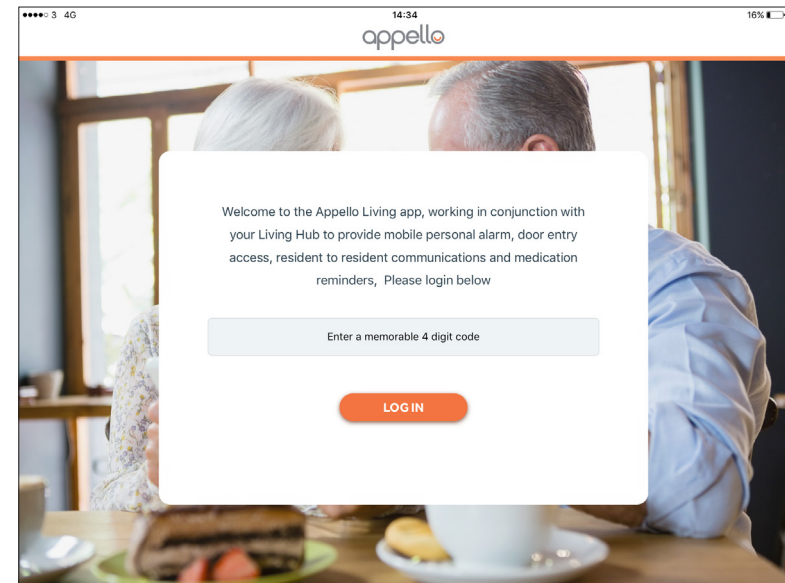 3 4G 14:34 16%
appello
Welcome to the Appello Living app, working in conjunction with
your Living Hub to provide mobile personal alarm, door entry
access, resident to resident communications and medication
reminders,  Please login below
Enter a memorable 4 digit code
LOG IN